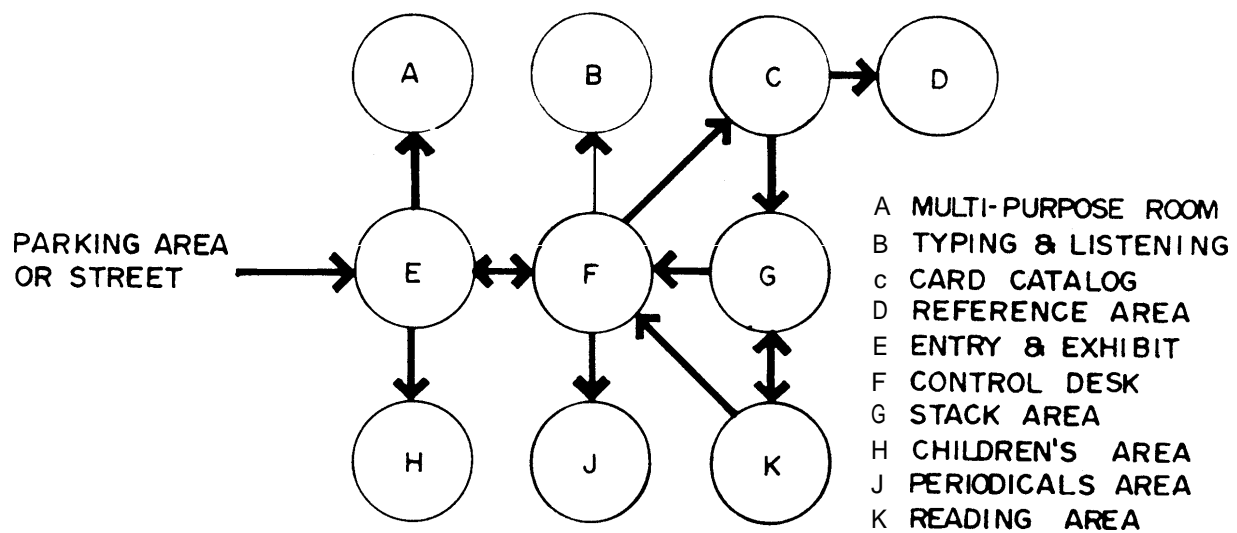 A B C D
PARKING AREA
OR STREET
E F G
H J K
A MULTI-PURPOSE ROOM
B TYPING & LISTENING
c CARD CATALOG
D REFERENCE AREA
E ENTRY & EXHIBIT
F CONTROL DESK
G STACK AREA
H CHILDREN'S AREA
J PERIODICALS AREA
K READING AREA